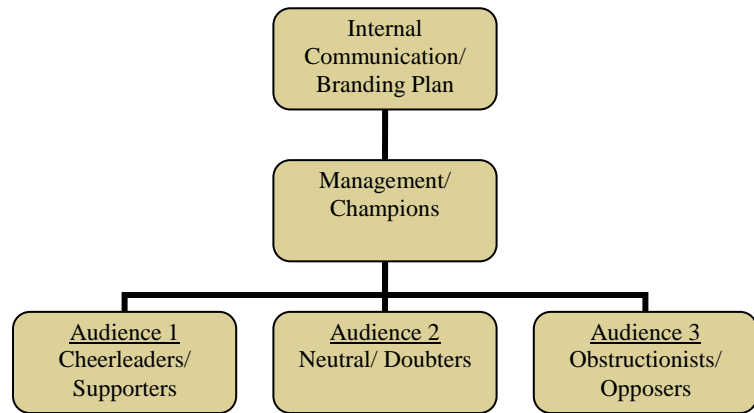 Internal
Communication/
Branding Plan
Management/
Champions
Audience 1
Cheerleaders/
Supporters
Audience 2
Neutral/ Doubters
Audience 3
Obstructionists/
Opposers